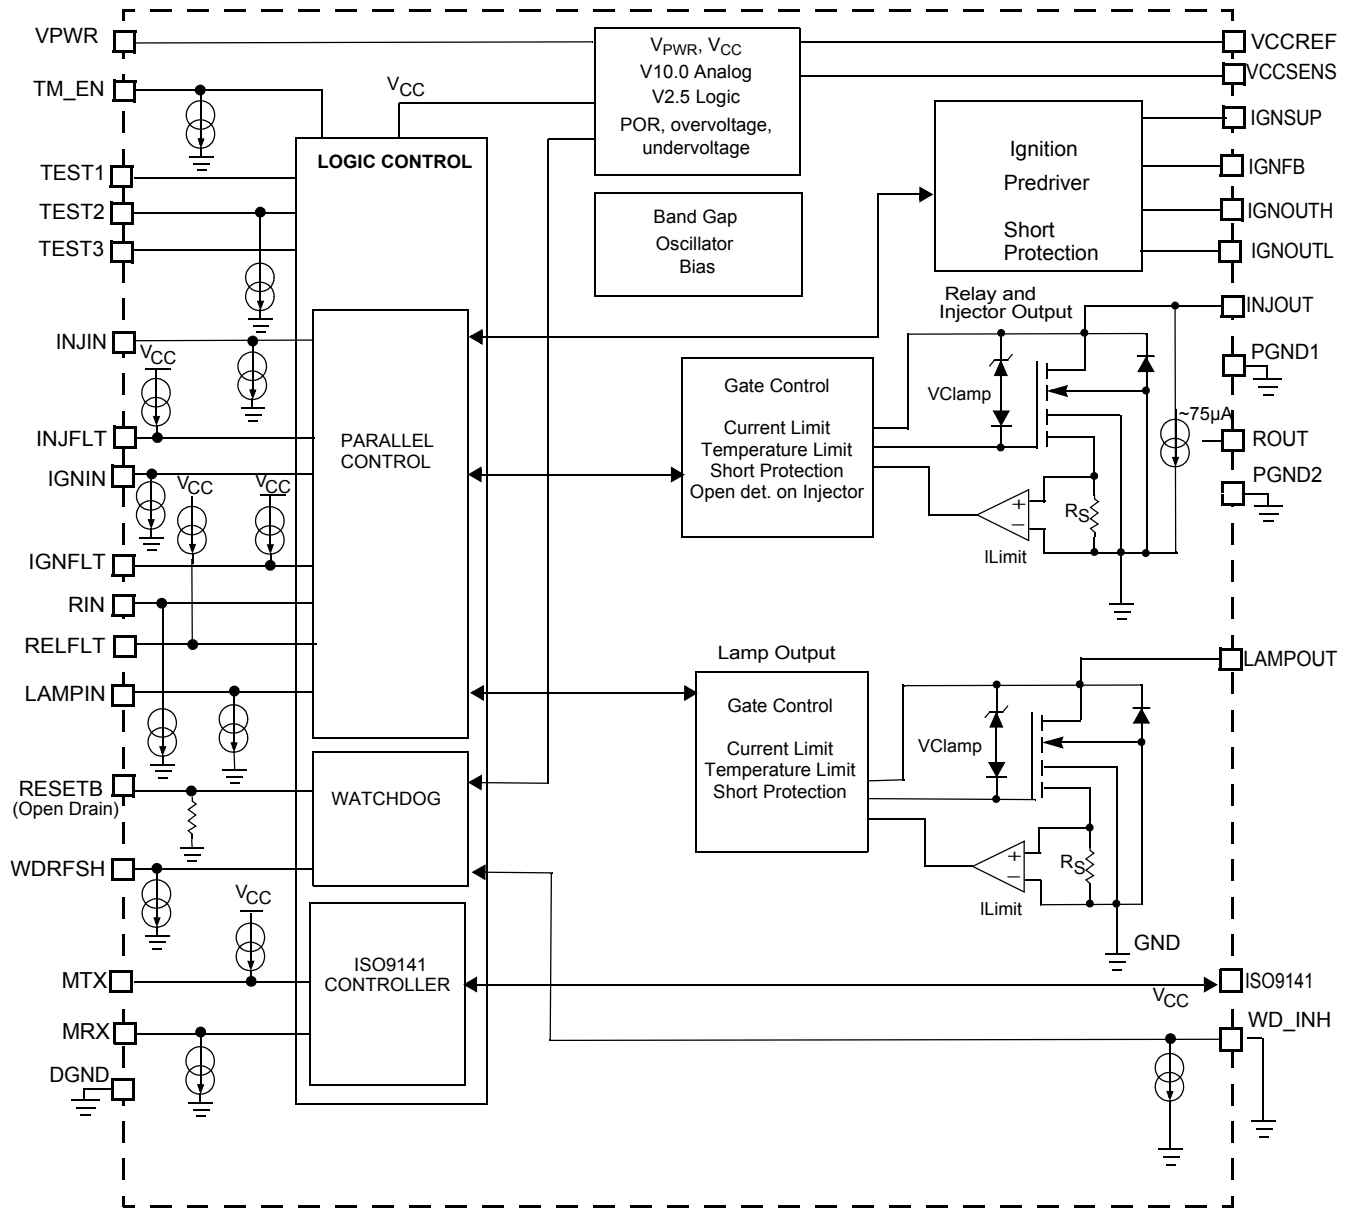 VPWR
TM_EN
TEST1
TEST2
TEST3
INJIN
VCC
INJFLT
IGNIN
VCC
VCC
IGNFLT
RIN
RELFLT
LAMPIN
RESETB
(Open Drain)
WDRFSH
VCC
MTX
MRX
DGND
VCC
LOGIC CONTROL
PARALLEL
CONTROL
WATCHDOG
ISO9141
CONTROLLER
VPWR, VCC
V10.0 Analog
V2.5 Logic
POR, overvoltage,
undervoltage
Band Gap
Oscillator
Bias
Ignition
Predriver
Short
Protection
Relay and
Injector Output
Gate Control
Current Limit
Temperature Limit
Short Protection
Open det. on Injector
VClamp
~75µA
RS
+
–
ILimit
Lamp Output
Gate Control
Current Limit
Temperature Limit
Short Protection
VClamp
RS
+
–
ILimit
GND
VCC
VCCREF
VCCSENS
IGNSUP
IGNFB
IGNOUTH
IGNOUTL
INJOUT
PGND1
ROUT
PGND2
LAMPOUT
ISO9141
WD_INH